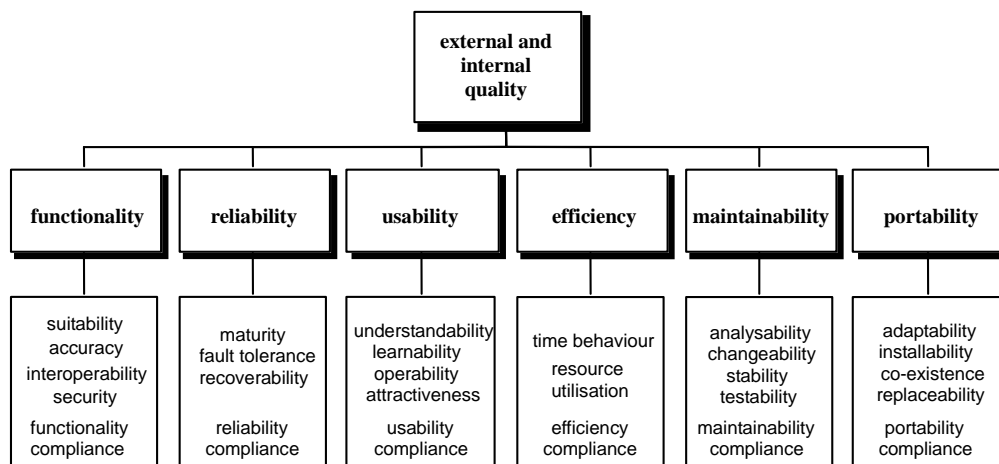 external and
internal
quality
functionality
reliability
usability
efficiency
maintainability
portability
suitability
accuracy
interoperability
security
functionality
compliance
maturity
fault tolerance
recoverability
reliability
compliance
understandability
learnability
operability
attractiveness
usability
compliance
time behaviour
resource
utilisation
efficiency
compliance
analysability
changeability
stability
testability
maintainability
compliance
adaptability
installability
co-existence
replaceability
portability
compliance